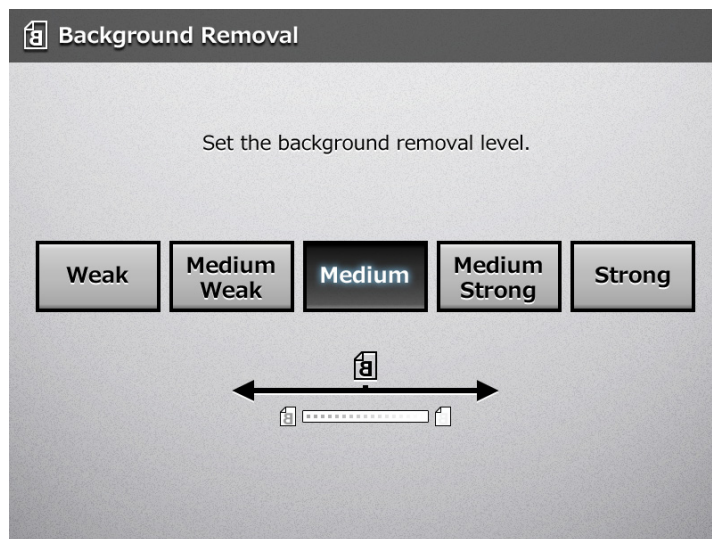 Background Removal
Set the background removal level.
Weak
Medium
Weak
Medium
Medium
Strong
Strong